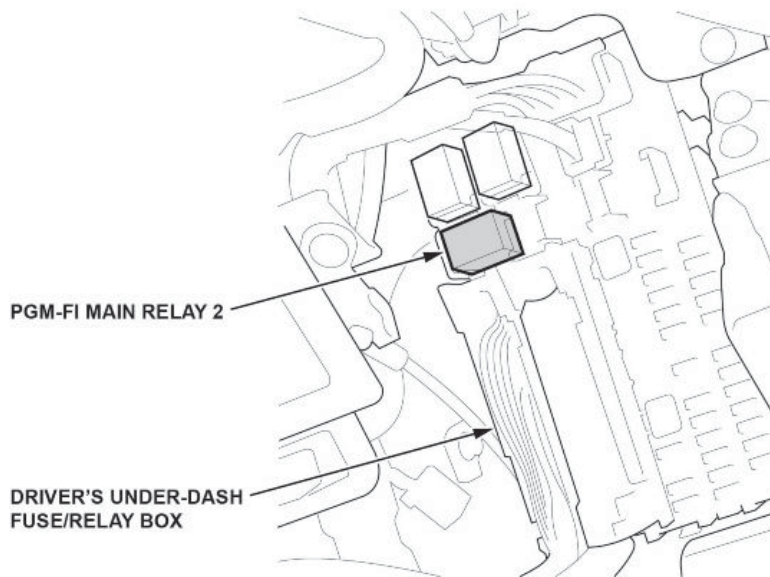 PGM-FI MAIN RELAY 2
DRIVER'S UNDER-DASH
FUSE/RELAY BOX